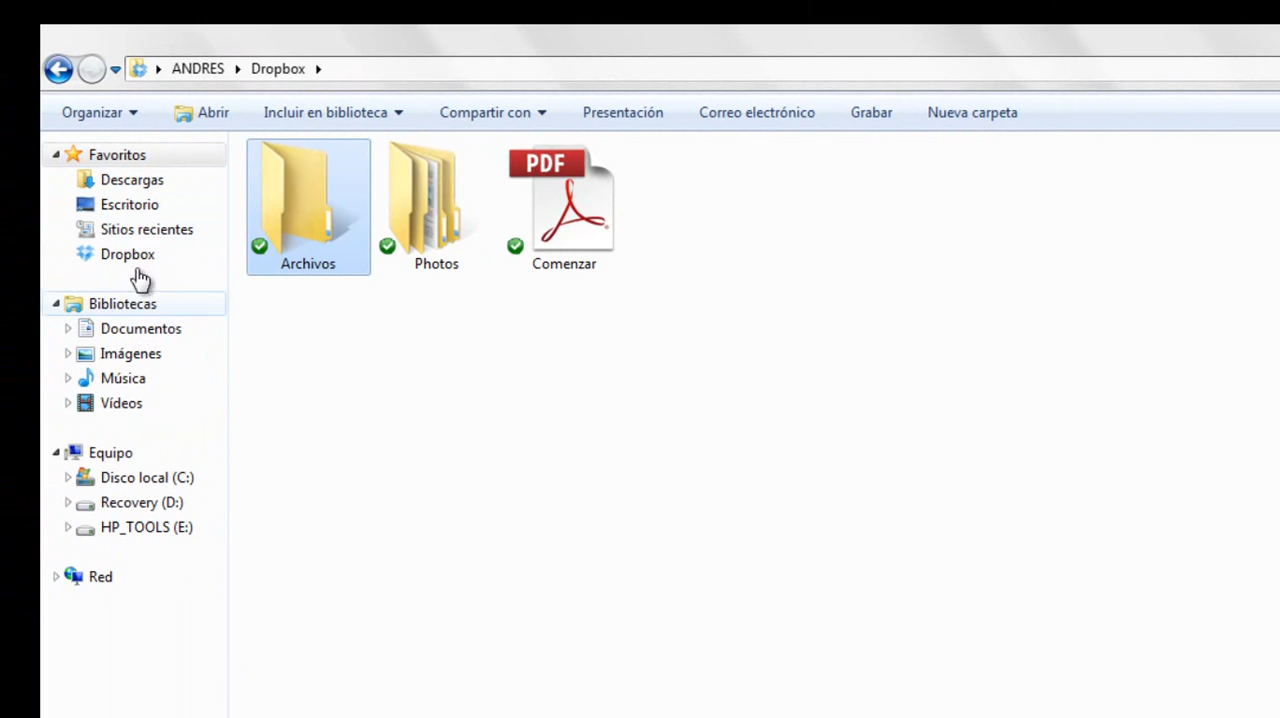 ANDRES Dropbox
Organizar Abrir Incluir en biblioteca Compartir con Presentación Correo electrónico Grabar Nueva carpeta
Favoritos
Descargas
Escritorio
Sitios recientes
Dropbox
Bibliotecas
Documentos
Imágenes
Música
Vídeos
Equipo
Disco local (C:)
Recovery (D:)
HP_TOOLS (E:)
Red
PDF
Archivos Photos Comenzar